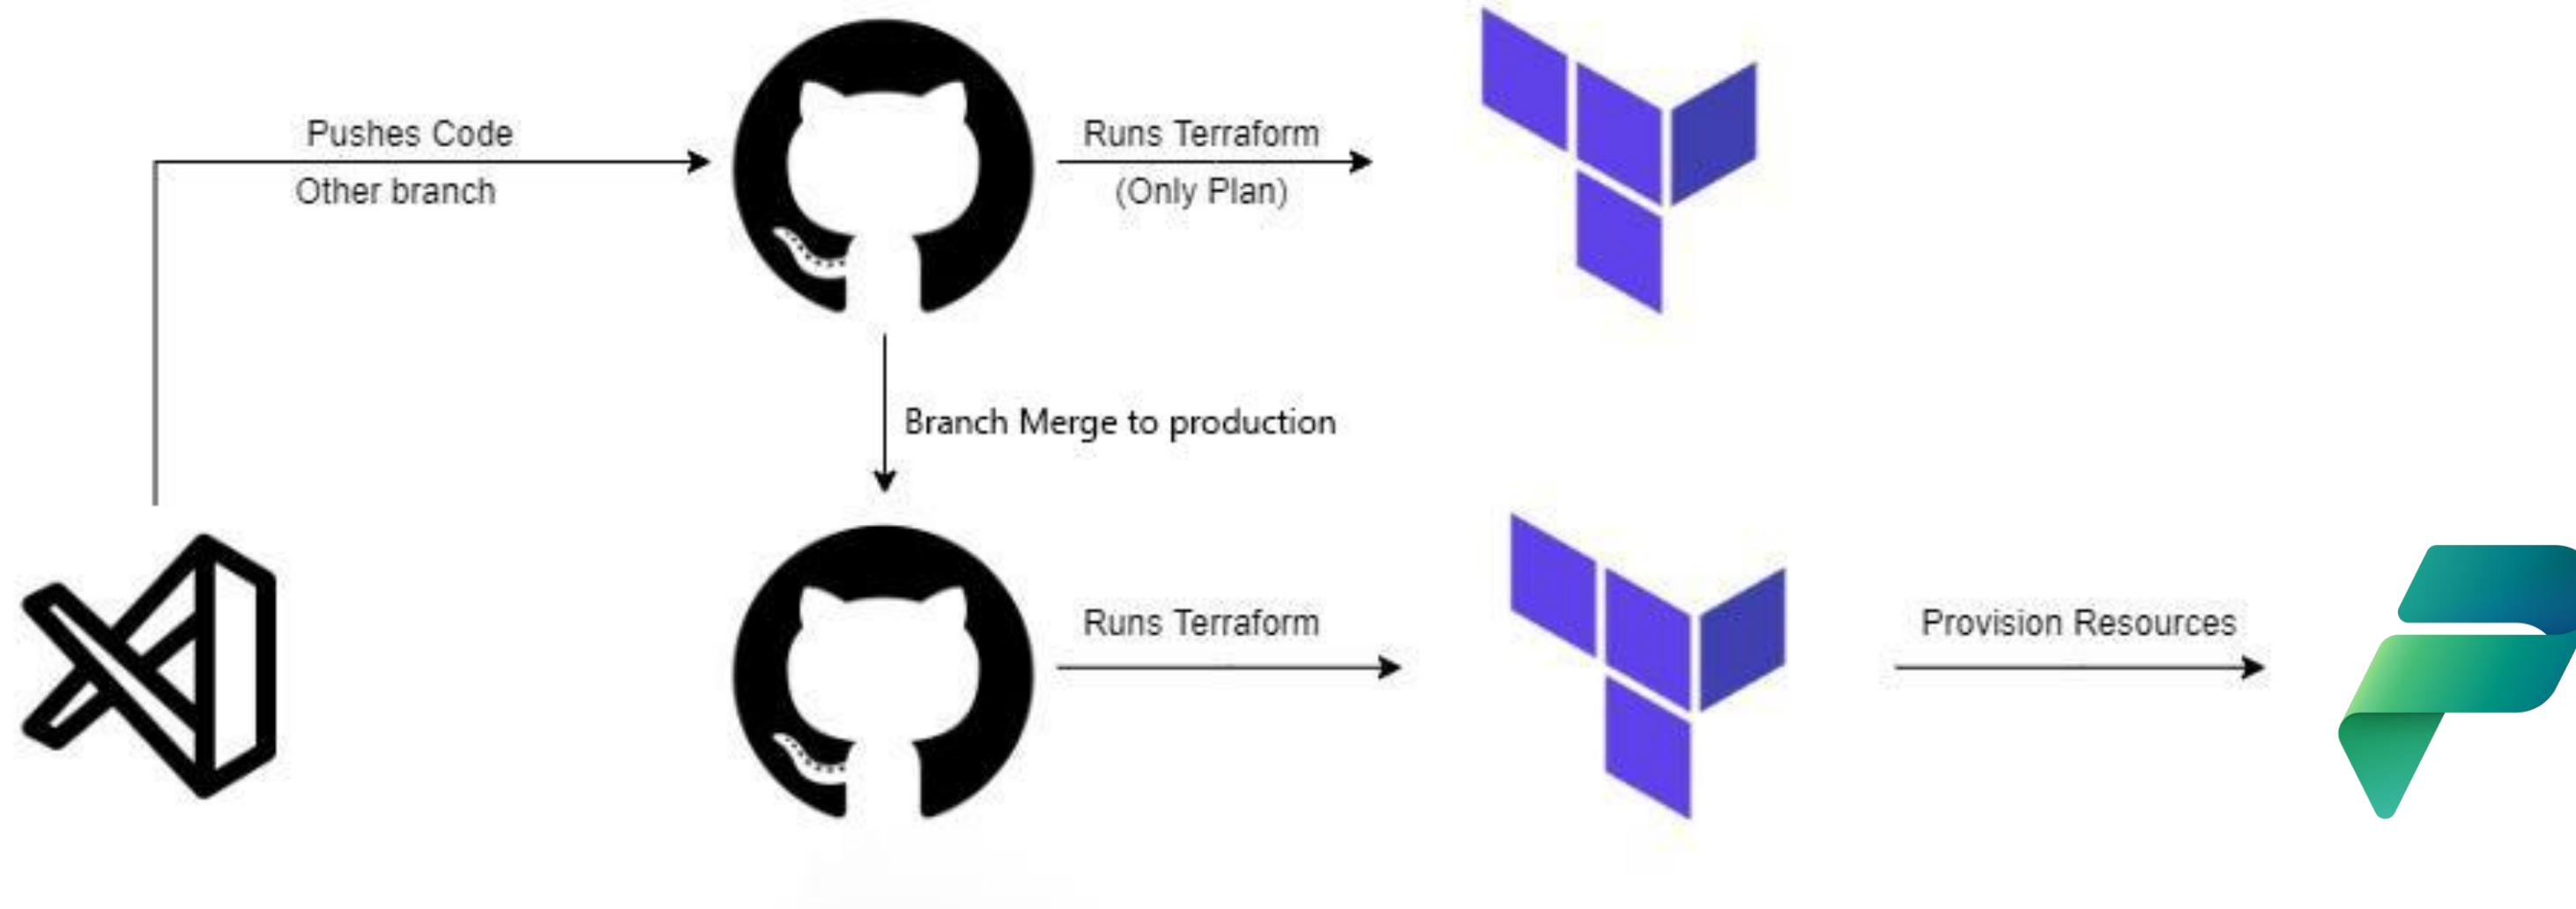 Pushes Code
Other branch
Runs Terraform
(Only Plan)
Branch Merge to production
Runs Terraform
Provision Resources